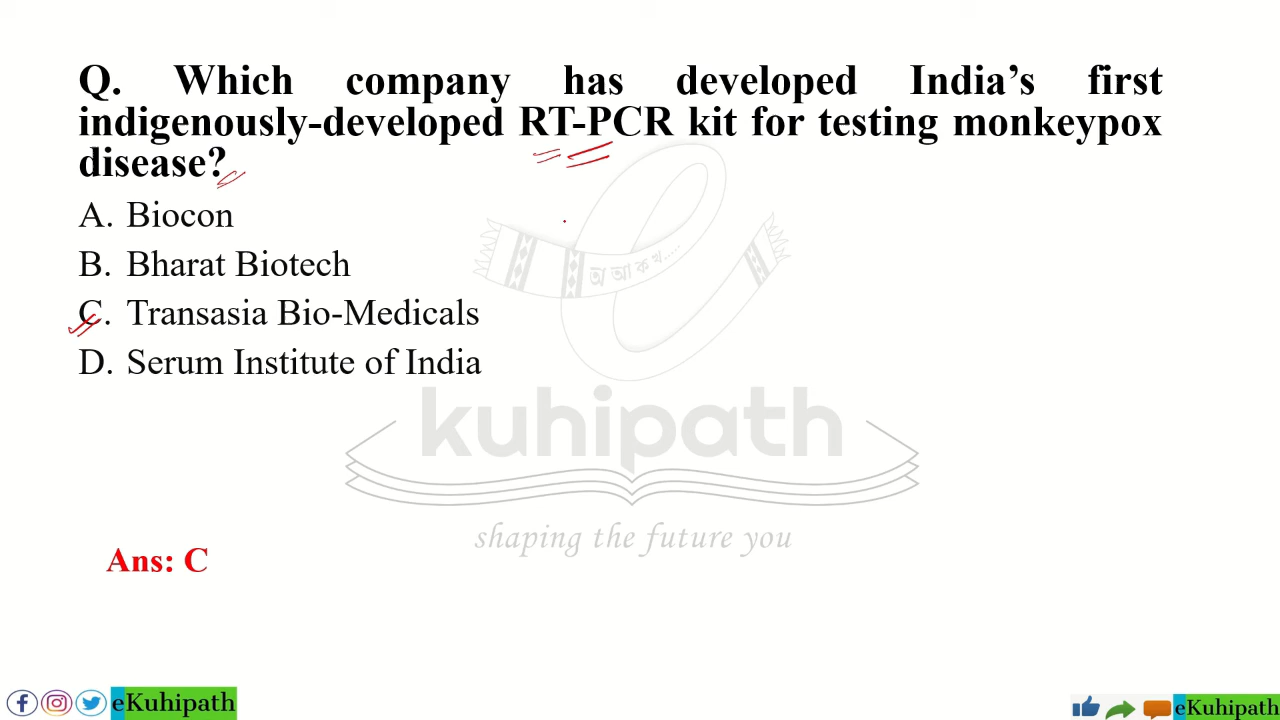 Q. Which company has developed India’s first
indigenously-developed RT-PCR kit for testing monkeypox
disease?
A. Biocon
B. Bharat Biotech
C. Transasia Bio-Medicals
D. Serum Institute of India
অ আ ক খ.....
kuhipath
shaping the future you
Ans: C
eKuhipath
eKuhipath